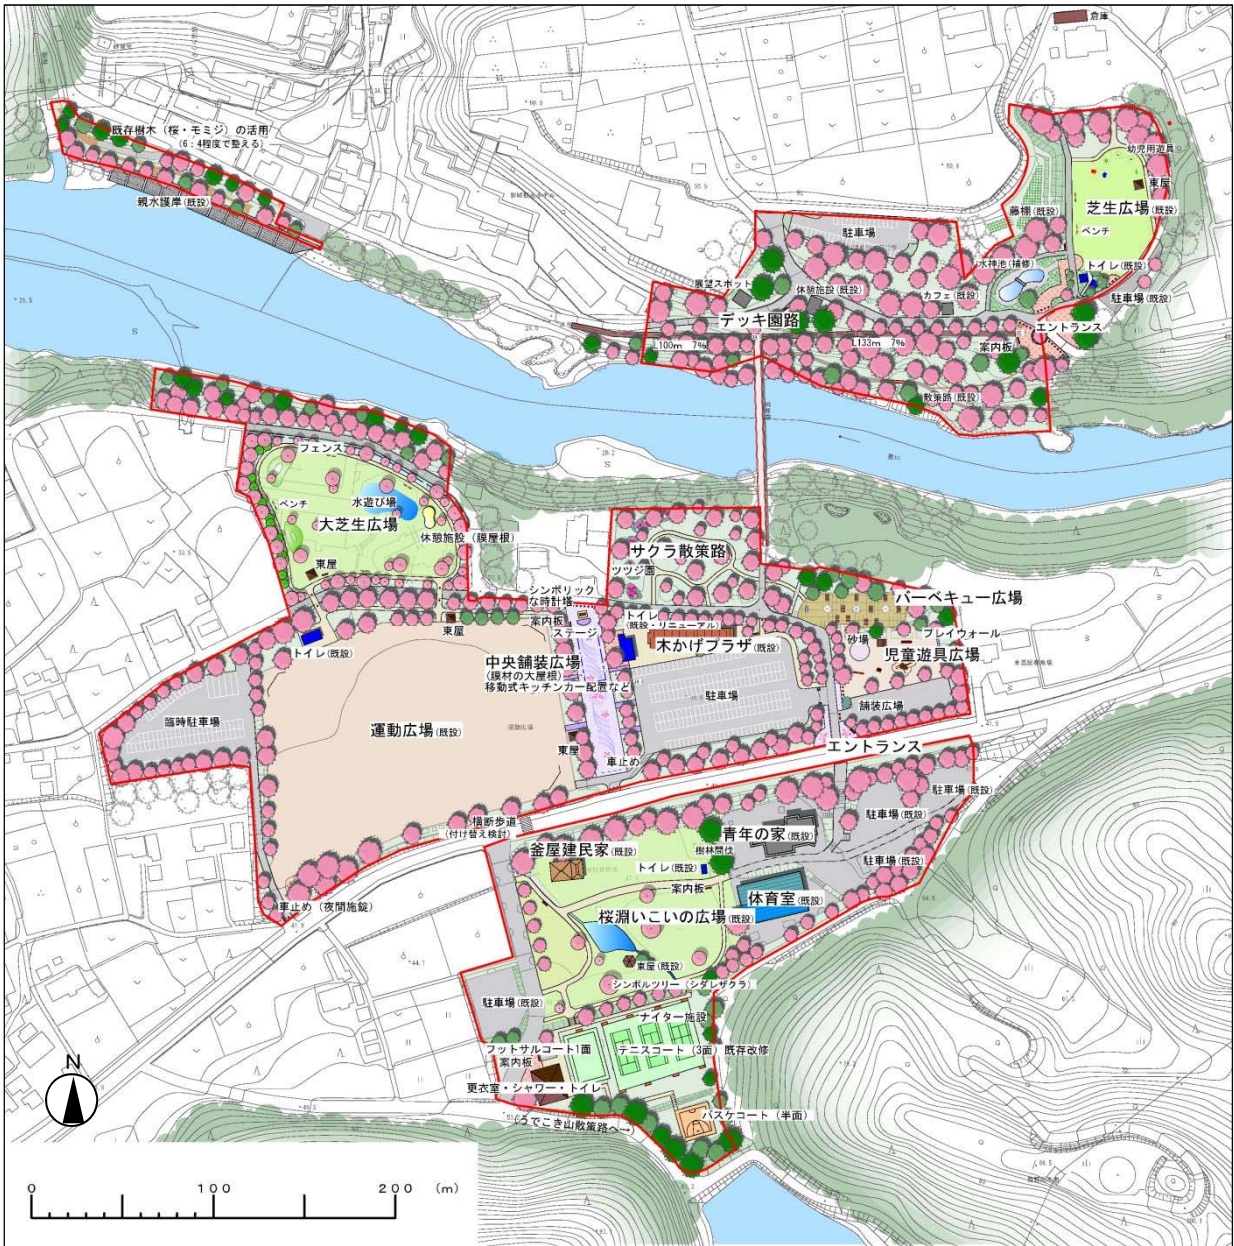 倉庫
既存樹木（桜・モミジ）の活用
（6：4程度で整える）
親水護岸(既設)
幼児用遊具
東屋
芝生広場(既設)
藤棚(既設)
ベンチ
駐車場
水神池(補修)
トイレ(既設)
展望スポット
休憩施設(既設)
カフェ(既設)
駐車場(既設)
デッキ園路
エントランス
L100m　7%
L133m　7%
案内板
散策路(既設)
フェンス
ベンチ
水遊び場
大芝生広場
休憩施設（膜屋根）
東屋
サクラ散策路
ツツジ園
シンボリック
な時計塔
案内板
ステージ
東屋
トイレ(既設)
トイレ
(既設・リニューアル)
木かげプラザ(既設)
バーベキュー広場
プレイウォール
砂場
児童遊具広場
舗装広場
中央舗装広場
(膜材の大屋根)
移動式キッチンカー配置など
駐車場
臨時駐車場
運動広場(既設)
運動広場
東屋
車止め
エントランス
横断歩道
(付け替え検討)
車止め（夜間施錠）
駐車場(既設)
駐車場(既設)
駐車場(既設)
青年の家(既設)
釜屋建民家(既設)
樹林間伐
トイレ(既設)
案内板
体育室(既設)
桜淵いこいの広場(既設)
東屋(既設)
シンボルツリー（シダレザクラ）
駐車場(既設)
ナイター施設
フットサルコート1面
テニスコート（3面）既存改修
案内板
更衣室・シャワー・トイレ
バスケコート（半面）
(うでこき山散策路へ→)
N
0　100　200　(m)